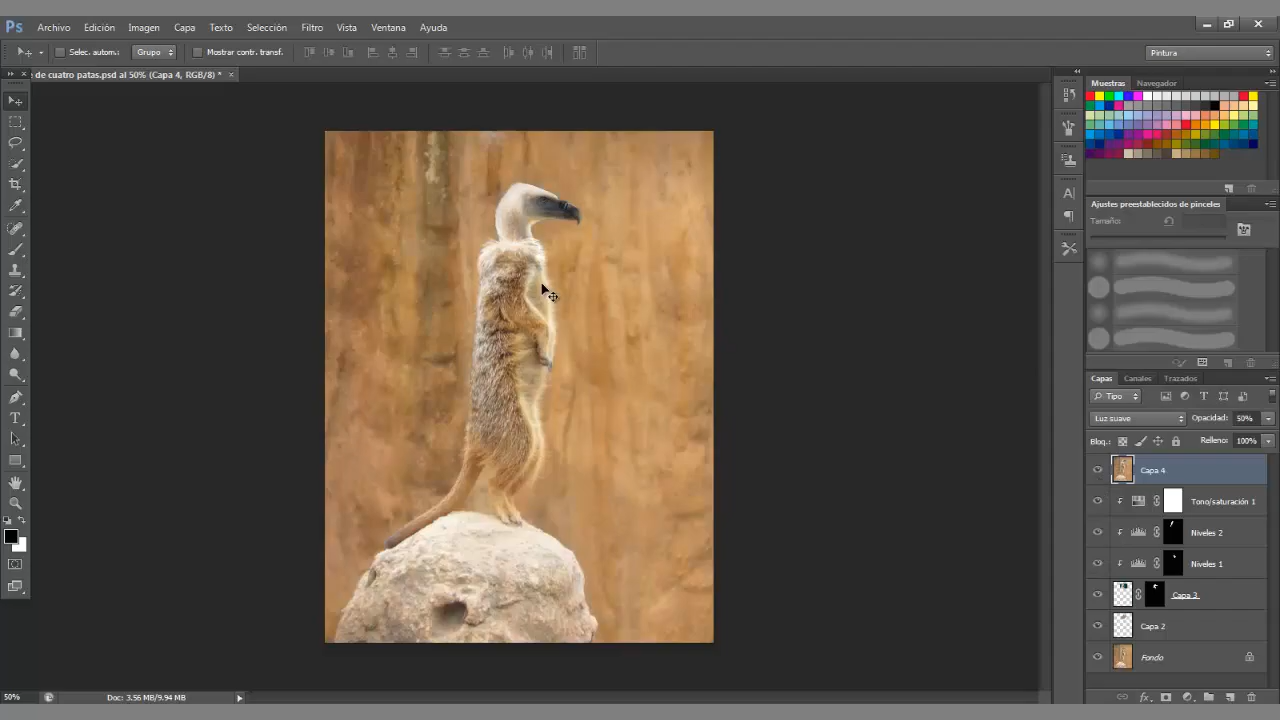 Ps Archivo Edición Imagen Capa Texto Selección Filtro Vista Ventana Ayuda
Selec. autom.: Grupo Mostrar contr. transf. Pintura
e de cuatro patas.psd al 50% (Capa 4, RGB/8) * ×
Muestras Navegador
Ajustes preestablecidos de pinceles
Tamaño:
Capas Canales Trazados
Tipo
Luz suave Opacidad: 50%
Bloq.: Relleno: 100%
Capa 4
Tono/saturación 1
Niveles 2
Niveles 1
Capa 3
Capa 2
Fondo
50% Doc: 3.56 MB/9.94 MB